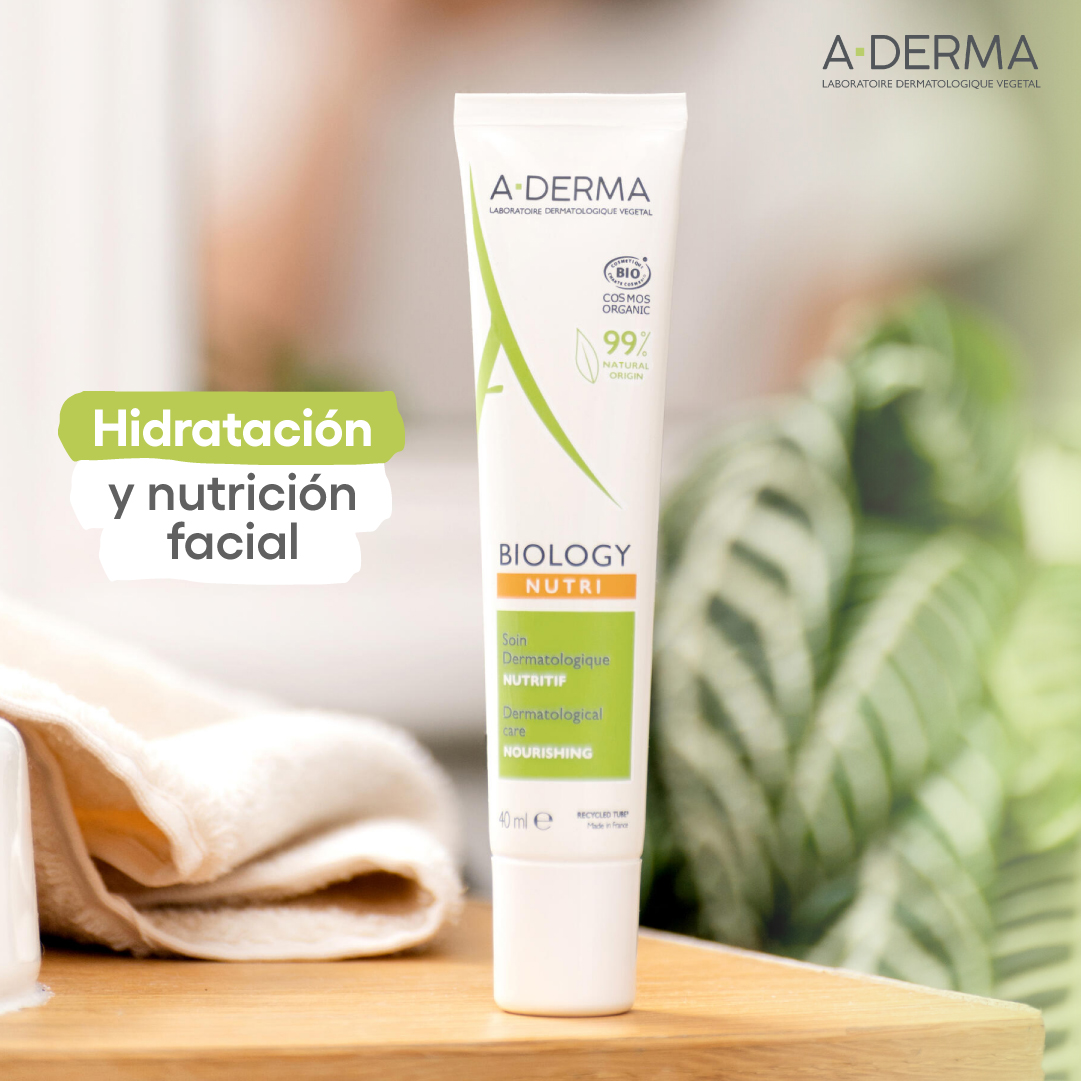 A·DERMA
LABORATOIRE DERMATOLOGIQUE VEGETAL
A·DERMA
LABORATOIRE DERMATOLOGIQUE VEGETAL
BIO
COSMOS
ORGANIC
99%
NATURAL
ORIGIN
Hidratación
y nutrición
facial
BIOLOGY
NUTRI
Soin
Dermatologique
NUTRITIF
Dermatological
care
NOURISHING
40 ml ℮
RECYCLED TUBE*
Made in France